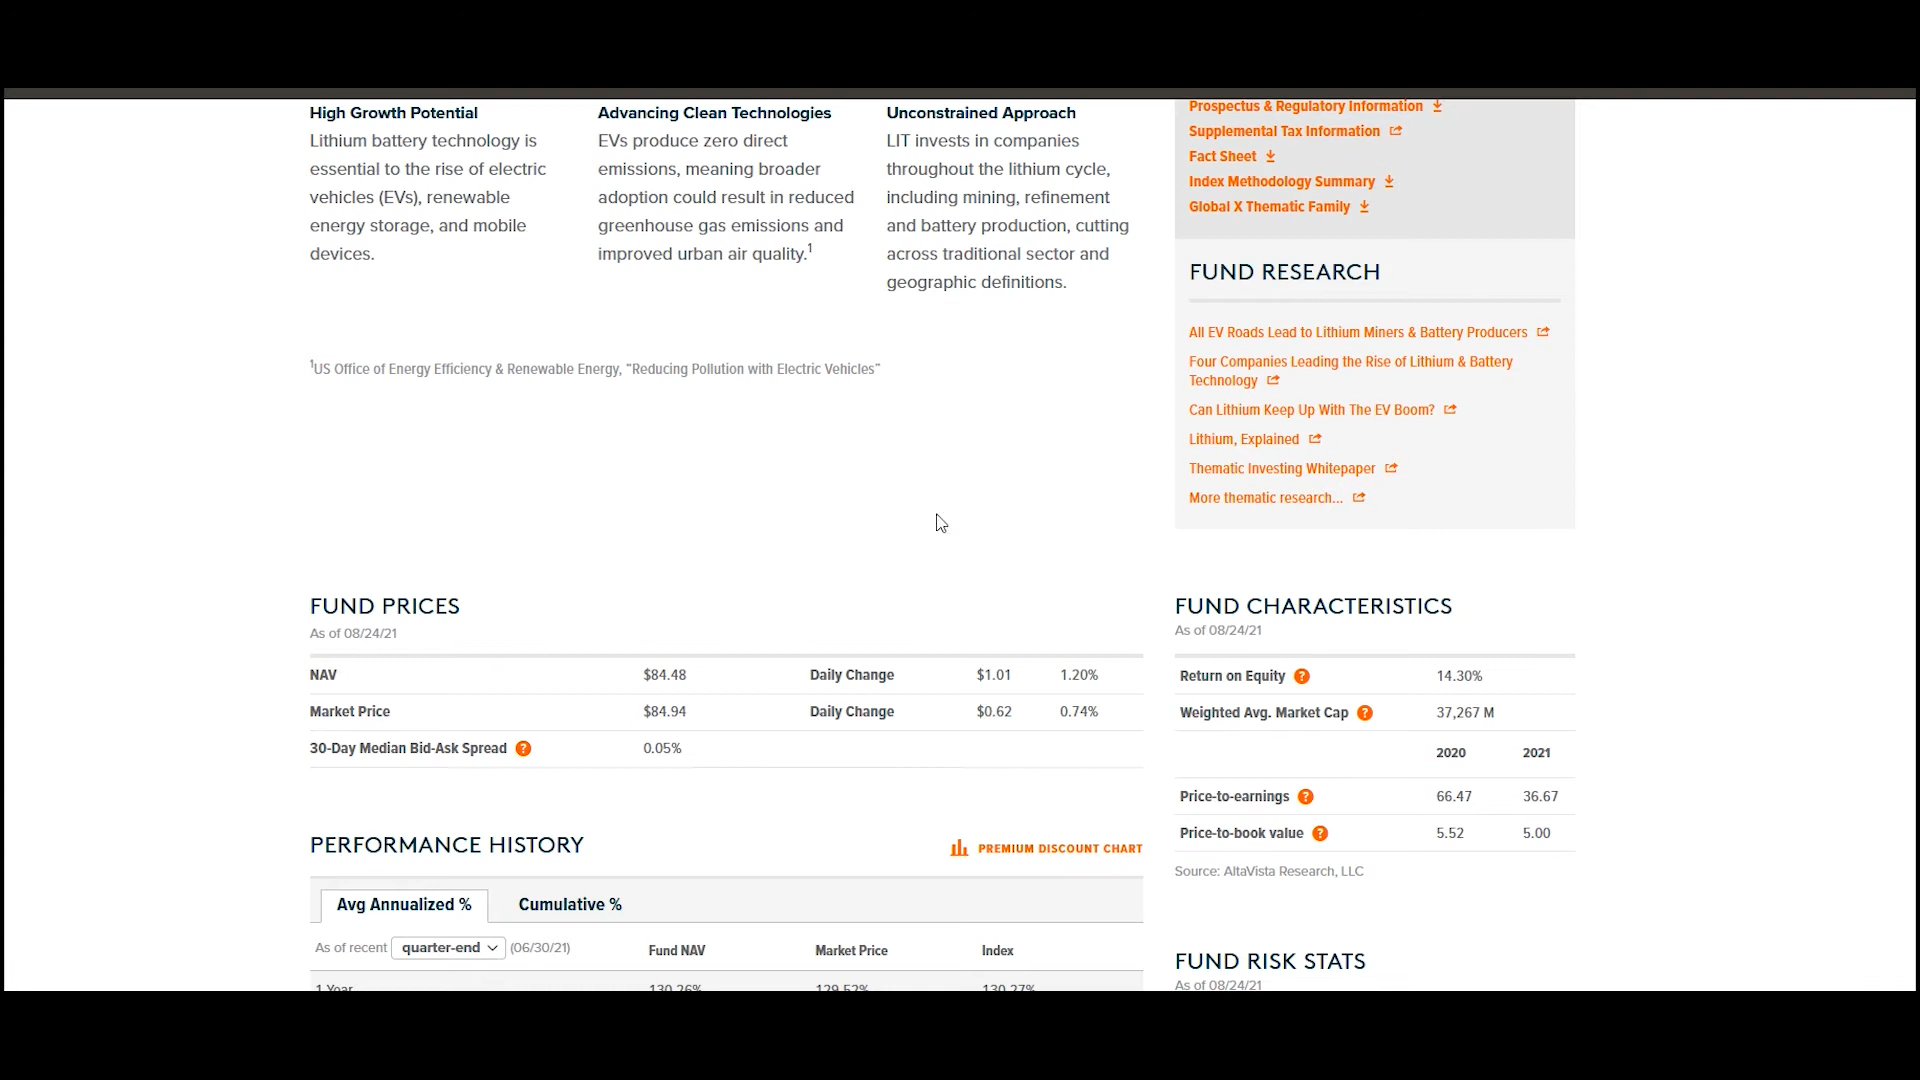 High Growth Potential
Lithium battery technology is
essential to the rise of electric
vehicles (EVs), renewable
energy storage, and mobile
devices.
Advancing Clean Technologies
EVs produce zero direct
emissions, meaning broader
adoption could result in reduced
greenhouse gas emissions and
improved urban air quality.1
Unconstrained Approach
LIT invests in companies
throughout the lithium cycle,
including mining, refinement
and battery production, cutting
across traditional sector and
geographic definitions.
1US Office of Energy Efficiency & Renewable Energy, “Reducing Pollution with Electric Vehicles”
Prospectus & Regulatory Information
Supplemental Tax Information
Fact Sheet
Index Methodology Summary
Global X Thematic Family
FUND RESEARCH
All EV Roads Lead to Lithium Miners & Battery Producers
Four Companies Leading the Rise of Lithium & Battery
Technology
Can Lithium Keep Up With The EV Boom?
Lithium, Explained
Thematic Investing Whitepaper
More thematic research...
FUND PRICES
As of 08/24/21
NAV $84.48 Daily Change $1.01 1.20%
Market Price $84.94 Daily Change $0.62 0.74%
30-Day Median Bid-Ask Spread ? 0.05%
PERFORMANCE HISTORY
PREMIUM DISCOUNT CHART
Avg Annualized % Cumulative %
As of recent quarter-end (06/30/21) Fund NAV Market Price Index
1 Year 130.26% 129.52% 130.27%
FUND CHARACTERISTICS
As of 08/24/21
Return on Equity ? 14.30%
Weighted Avg. Market Cap ? 37,267 M
2020 2021
Price-to-earnings ? 66.47 36.67
Price-to-book value ? 5.52 5.00
Source: AltaVista Research, LLC
FUND RISK STATS
As of 08/24/21